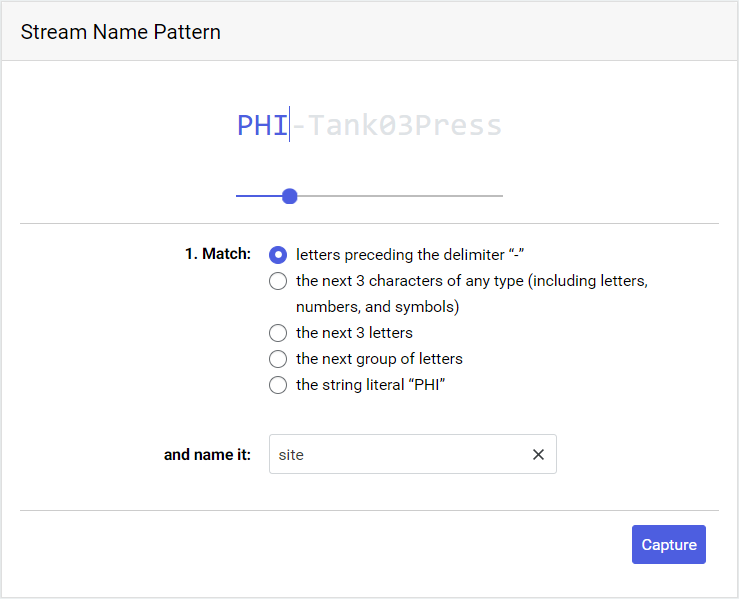 Stream Name Pattern
PHI-Tank03Press
1. Match:
letters preceding the delimiter “-”
the next 3 characters of any type (including letters,
numbers, and symbols)
the next 3 letters
the next group of letters
the string literal “PHI”
and name it:
site
Capture